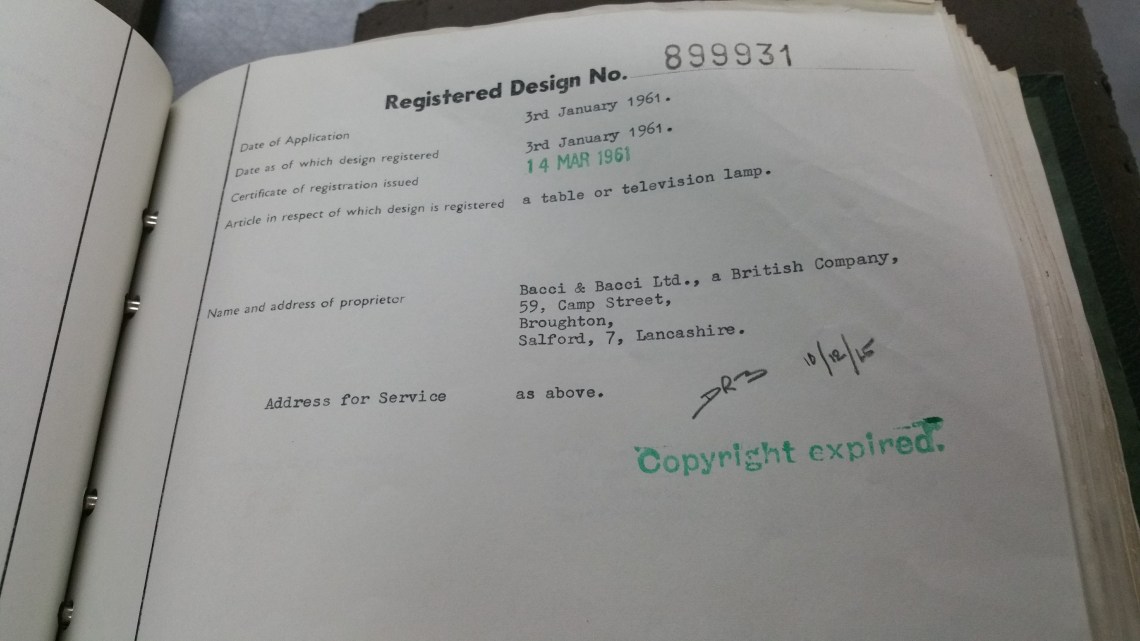 Registered Design No. 899931
Date of Application 3rd January 1961.
Date as of which design registered 3rd January 1961.
Certificate of registration issued 14 MAR 1961
Article in respect of which design is registered a table or television lamp.
Name and address of proprietor Bacci & Bacci Ltd., a British Company,
59, Camp Street,
Broughton,
Salford, 7, Lancashire.
Address for Service as above.
10/12/15
Copyright expired.